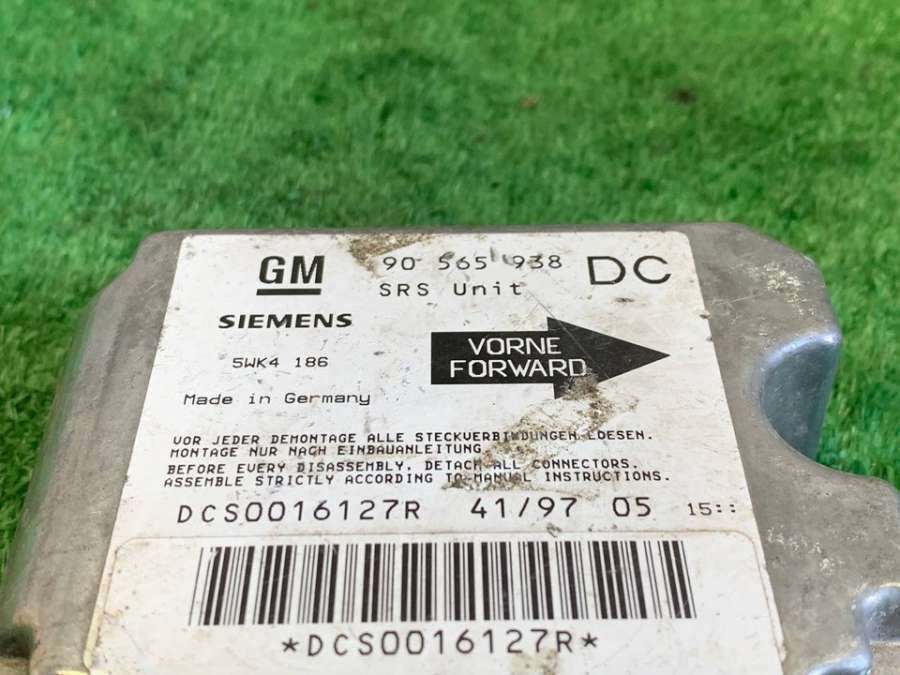 GM 90 565 938 DC
SRS Unit
SIEMENS
5WK4 186
VORNE
FORWARD
Made in Germany
VOR JEDER DEMONTAGE ALLE STECKVERBINDUNGEN LOESEN.
MONTAGE NUR NACH EINBAUANLEITUNG.
BEFORE EVERY DISASSEMBLY, DETACH ALL CONNECTORS.
ASSEMBLE STRICTLY ACCORDING TO MANUAL INSTRUCTIONS.
DCS0016127R 41/97 05 15::
*DCS0016127R*